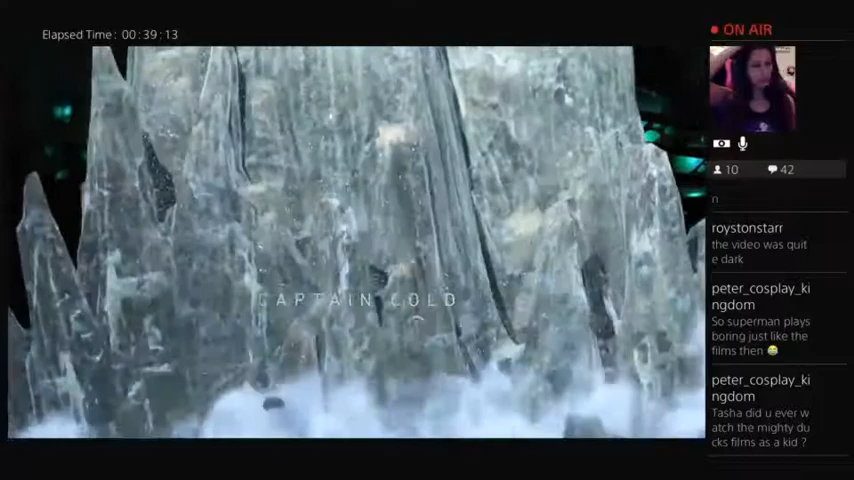 Elapsed Time: 00:39:13
ON AIR
10
42
n
roystonstarr
the video was quit
e dark
peter_cosplay_ki
ngdom
So superman plays
boring just like the
films then 😂
peter_cosplay_ki
ngdom
Tasha did u ever w
atch the mighty du
cks films as a kid ?
CAPTAIN COLD